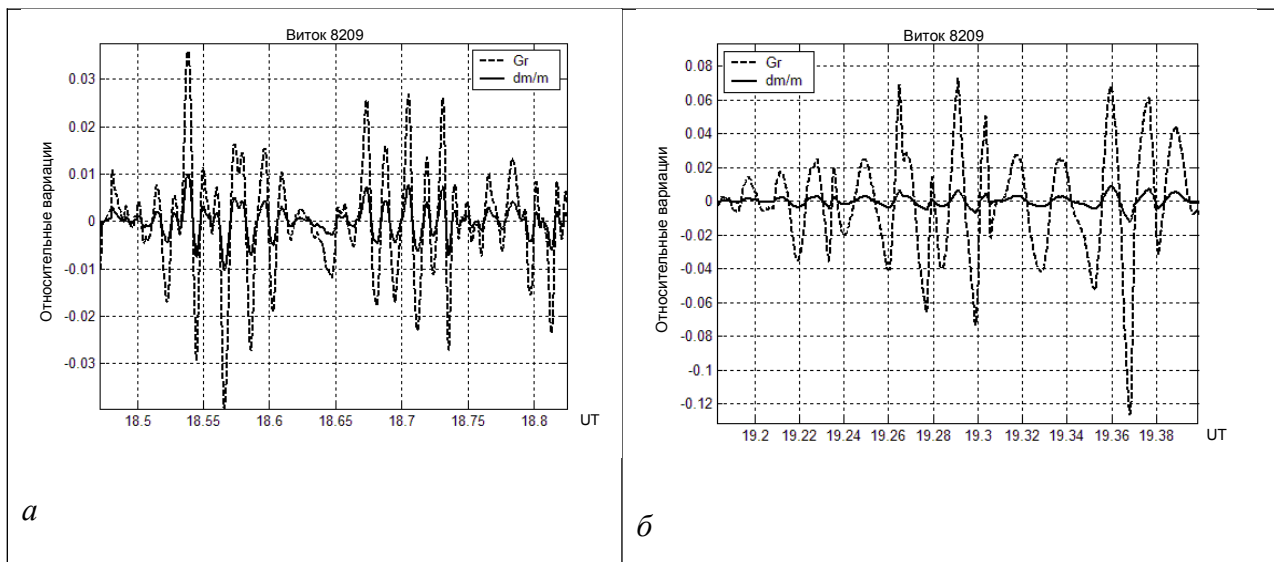 Виток 8209
Gr
dm/m
Относительные вариации
0.03
0.02
0.01
0
-0.01
-0.02
-0.03
18.5 18.55 18.6 18.65 18.7 18.75 18.8 UT
а
Виток 8209
Gr
dm/m
Относительные вариации
0.08
0.06
0.04
0.02
0
-0.02
-0.04
-0.06
-0.08
-0.1
-0.12
19.2 19.22 19.24 19.26 19.28 19.3 19.32 19.34 19.36 19.38 UT
б